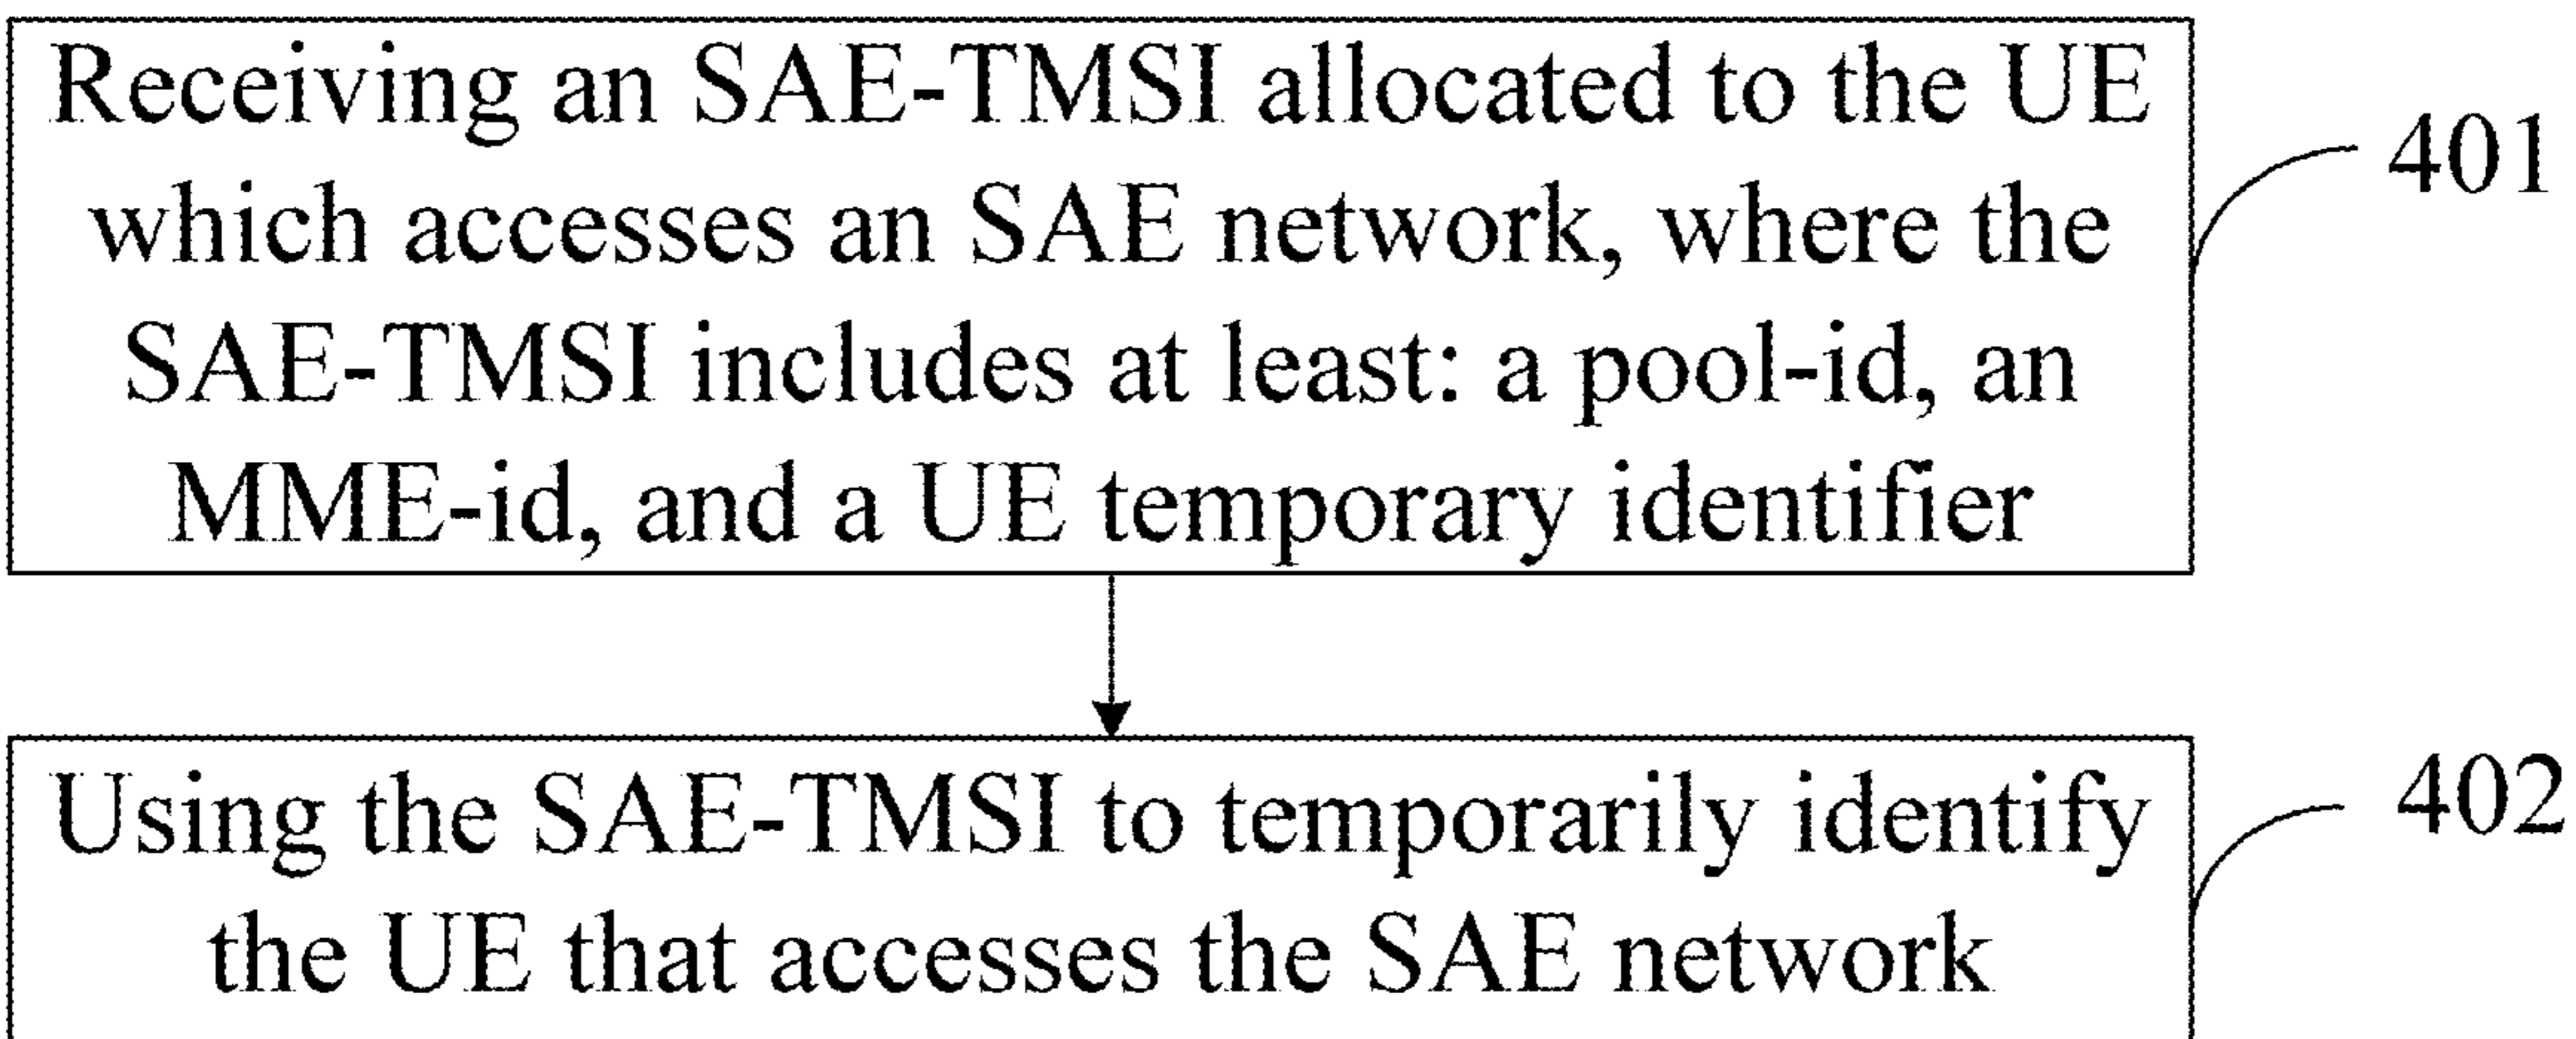 Receiving an SAE-TMSI allocated to the UE
which accesses an SAE network, where the
SAE-TMSI includes at least: a pool-id, an
MME-id, and a UE temporary identifier
401
Using the SAE-TMSI to temporarily identify
the UE that accesses the SAE network
402